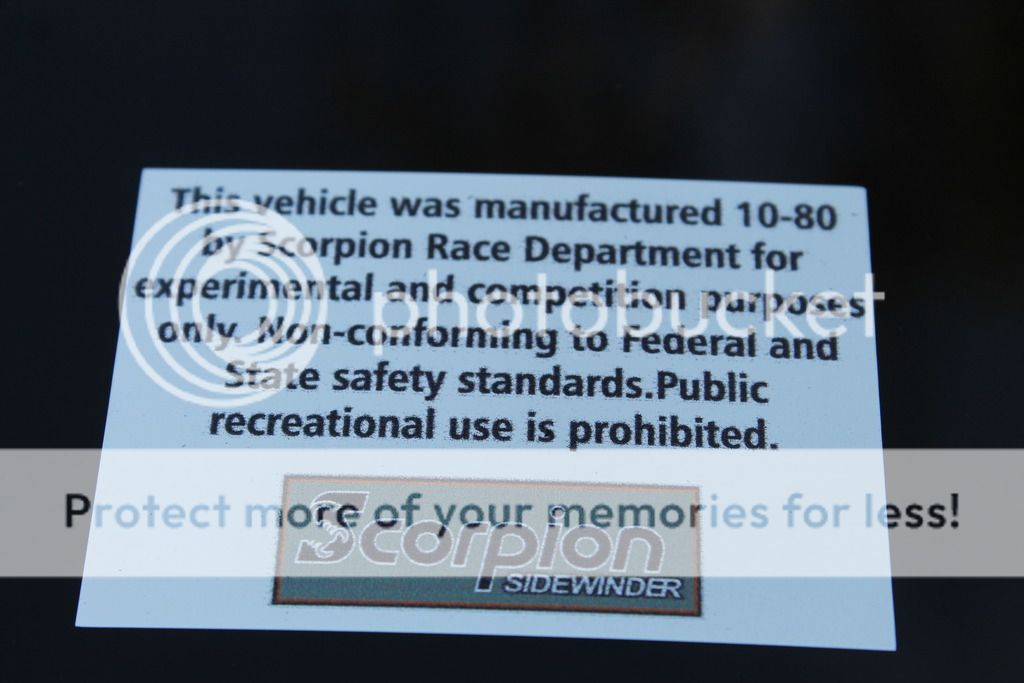 This vehicle was manufactured 10-80
by Scorpion Race Department for
experimental and competition purposes
only. Non-conforming to Federal and
State safety standards.Public
recreational use is prohibited.
photobucket
Protect more of your memories for less!
Scorpion
SIDEWINDER